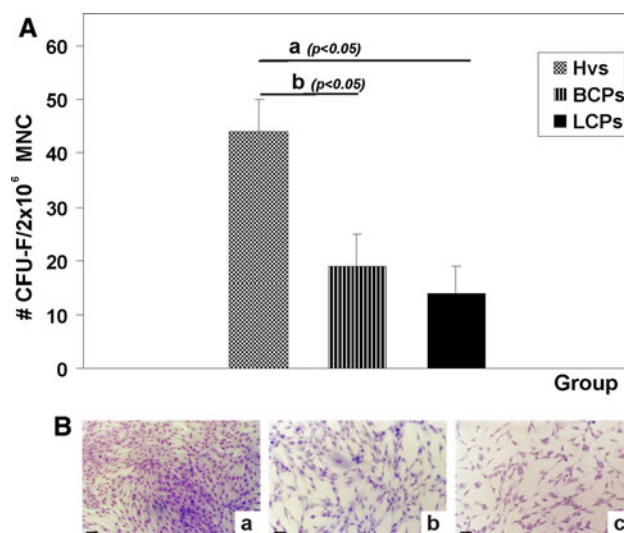 A
60
50
40
30
20
10
0
# CFU-F/2x10⁶ MNC
a (p<0.05)
b (p<0.05)
Hvs
BCPs
LCPs
Group
B
a
b
c